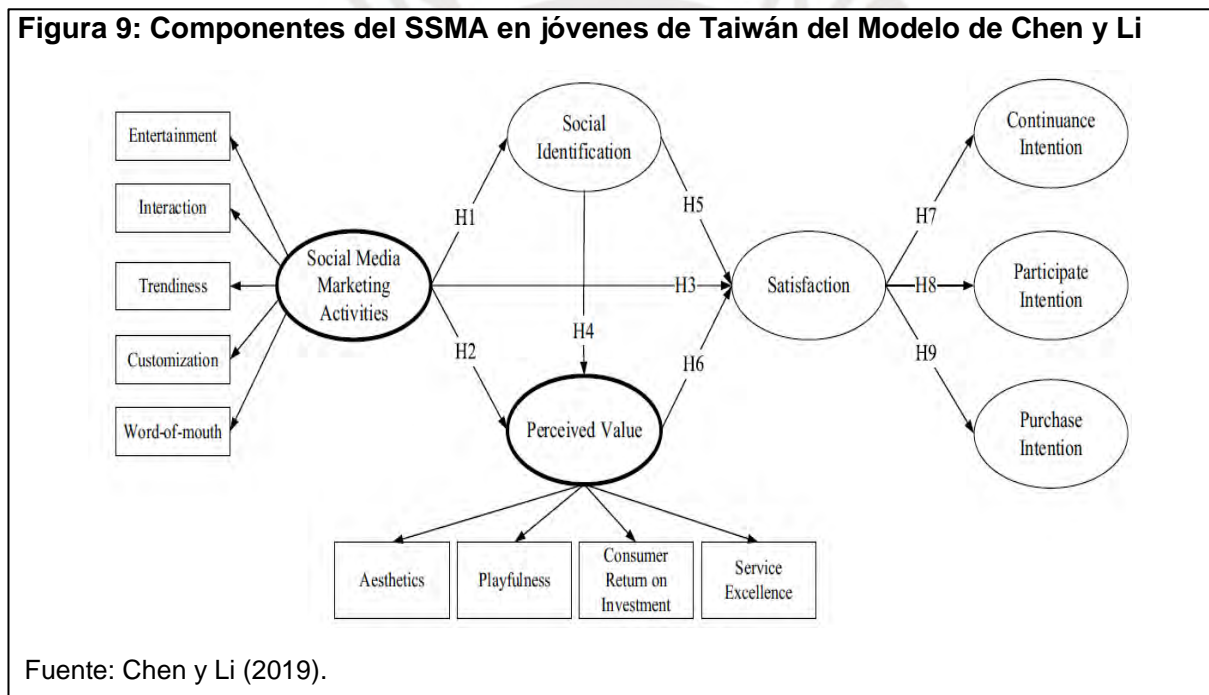 Figura 9: Componentes del SSMA en jóvenes de Taiwán del Modelo de Chen y Li
Entertainment
Interaction
Trendiness
Customization
Word-of-mouth
Social Media
Marketing
Activities
H1
H2
Social
Identification
H3
H4
H5
H6
Perceived Value
Aesthetics
Playfulness
Consumer
Return on
Investment
Service
Excellence
Satisfaction
H7
H8
H9
Continuance
Intention
Participate
Intention
Purchase
Intention
Fuente: Chen y Li (2019).